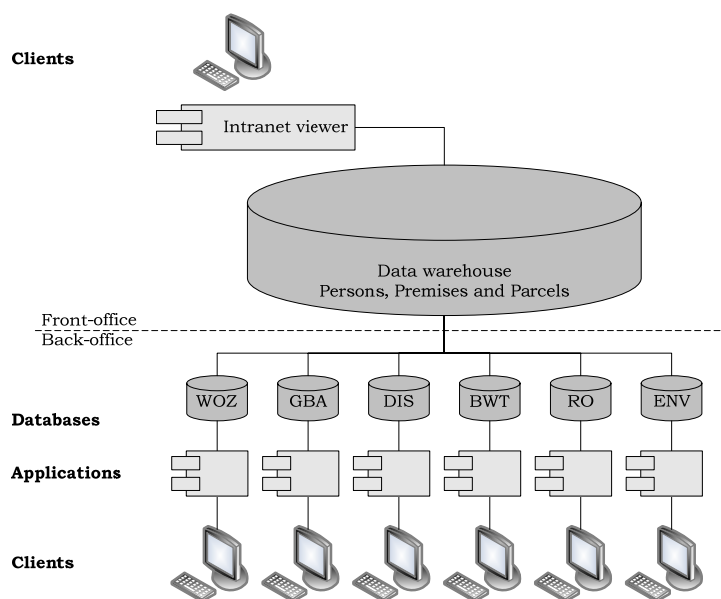 Clients
Intranet viewer
Data warehouse
Persons, Premises and Parcels
Front-office
Back-office
WOZ GBA DIS BWT RO ENV
Databases
Applications
Clients